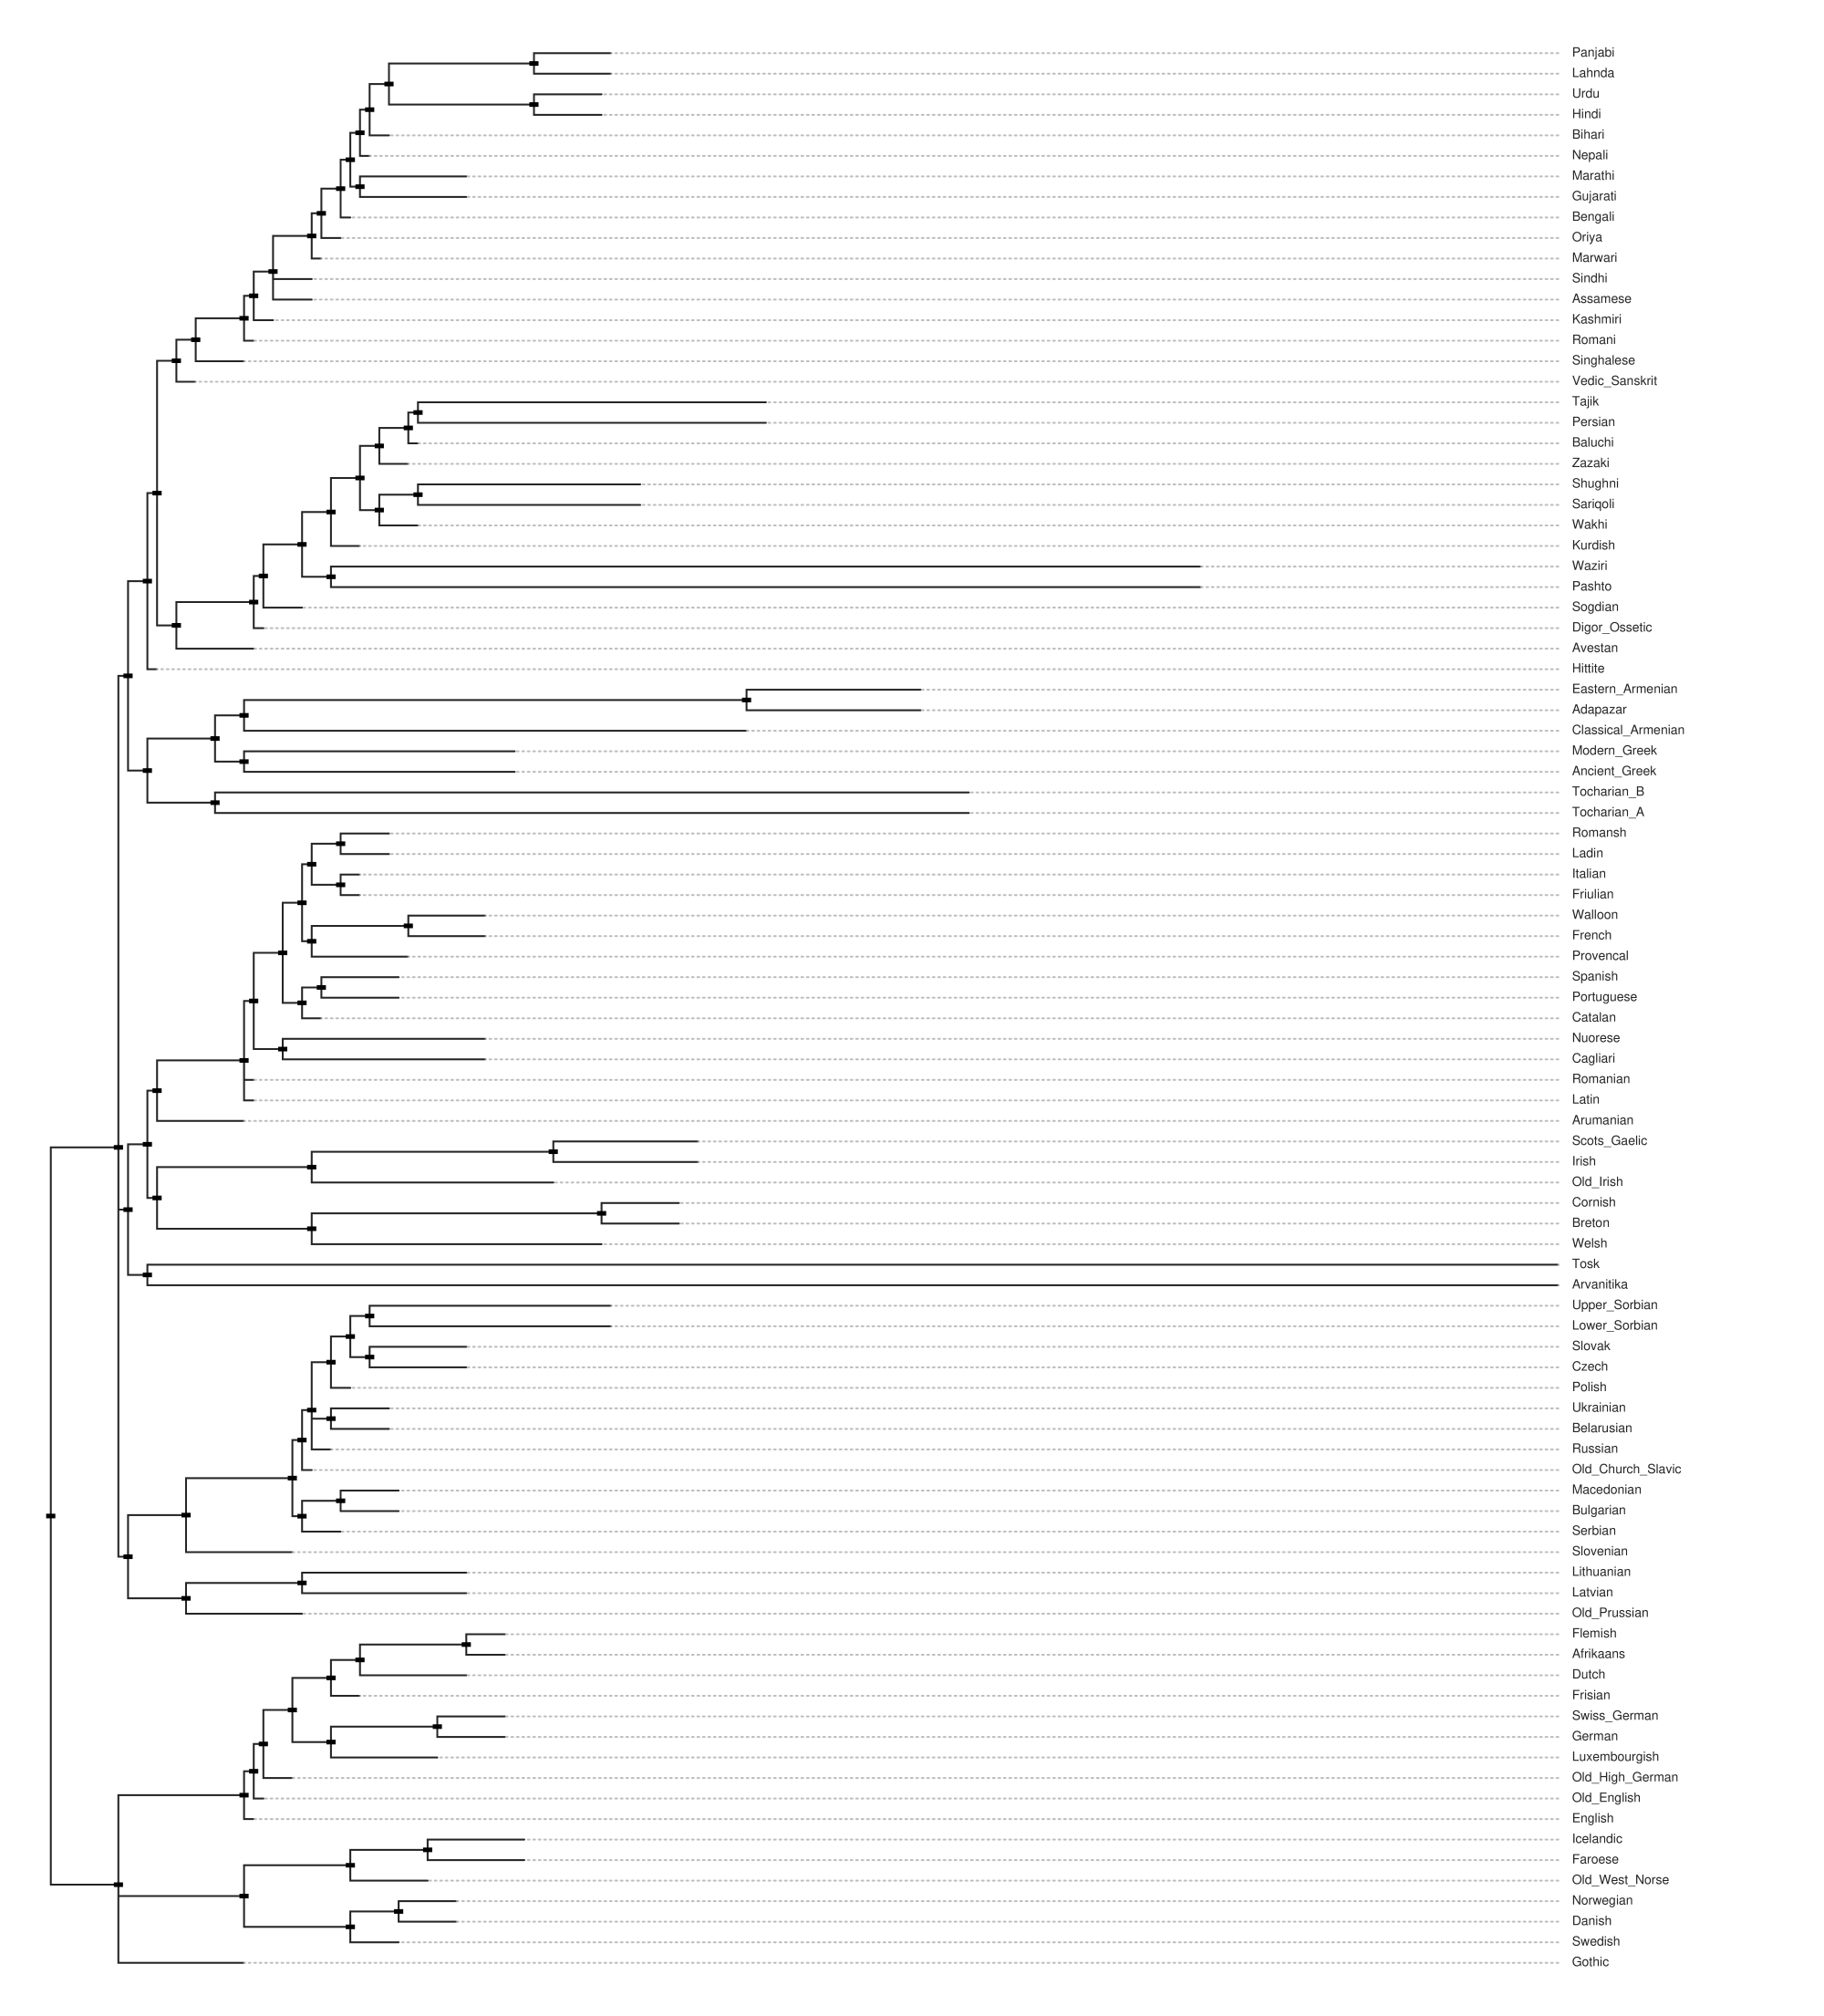 Panjabi
Lahnda
Urdu
Hindi
Bihari
Nepali
Marathi
Gujarati
Bengali
Oriya
Marwari
Sindhi
Assamese
Kashmiri
Romani
Singhalese
Vedic_Sanskrit
Tajik
Persian
Baluchi
Zazaki
Shughni
Sariqoli
Wakhi
Kurdish
Waziri
Pashto
Sogdian
Digor_Ossetic
Avestan
Hittite
Eastern_Armenian
Adapazar
Classical_Armenian
Modern_Greek
Ancient_Greek
Tocharian_B
Tocharian_A
Romansh
Ladin
Italian
Friulian
Walloon
French
Provencal
Spanish
Portuguese
Catalan
Nuorese
Cagliari
Romanian
Latin
Arumanian
Scots_Gaelic
Irish
Old_Irish
Cornish
Breton
Welsh
Tosk
Arvanitika
Upper_Sorbian
Lower_Sorbian
Slovak
Czech
Polish
Ukrainian
Belarusian
Russian
Old_Church_Slavic
Macedonian
Bulgarian
Serbian
Slovenian
Lithuanian
Latvian
Old_Prussian
Flemish
Afrikaans
Dutch
Frisian
Swiss_German
German
Luxembourgish
Old_High_German
Old_English
English
Icelandic
Faroese
Old_West_Norse
Norwegian
Danish
Swedish
Gothic